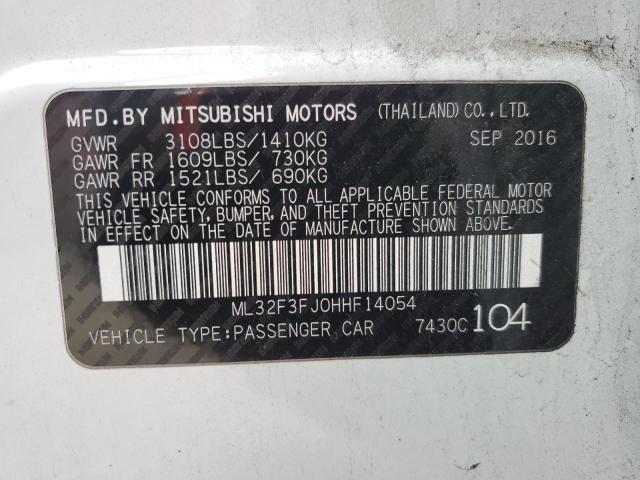 MFD.BY MITSUBISHI MOTORS (THAILAND)CO.,LTD.
GVWR 3108LBS/1410KG SEP 2016
GAWR FR 1609LBS/ 730KG
GAWR RR 1521LBS/ 690KG
THIS VEHICLE CONFORMS TO ALL APPLICABLE FEDERAL MOTOR
VEHICLE SAFETY, BUMPER, AND THEFT PREVENTION STANDARDS
IN EFFECT ON THE DATE OF MANUFACTURE SHOWN ABOVE.
ML32F3FJ0HHF14054
VEHICLE TYPE:PASSENGER CAR 7430C 104